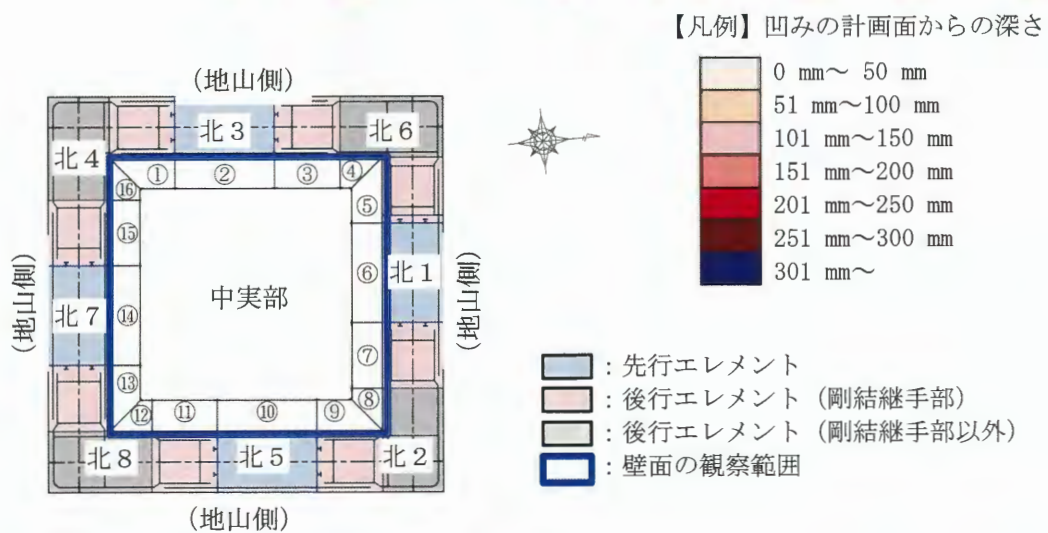 【凡例】凹みの計画面からの深さ
0 mm～ 50 mm
51 mm～100 mm
101 mm～150 mm
151 mm～200 mm
201 mm～250 mm
251 mm～300 mm
301 mm～
(地山側)
北3
北6
北4
① ② ③ ④
⑯ ⑤
⑮
⑥ 北1
(地山側)
中実部
(地山側)
北7 ⑭
⑦
⑬
⑧
⑫ ⑪ ⑩ ⑨
北8
北5
北2
(地山側)
：先行エレメント
：後行エレメント（剛結継手部）
：後行エレメント（剛結継手部以外）
：壁面の観察範囲